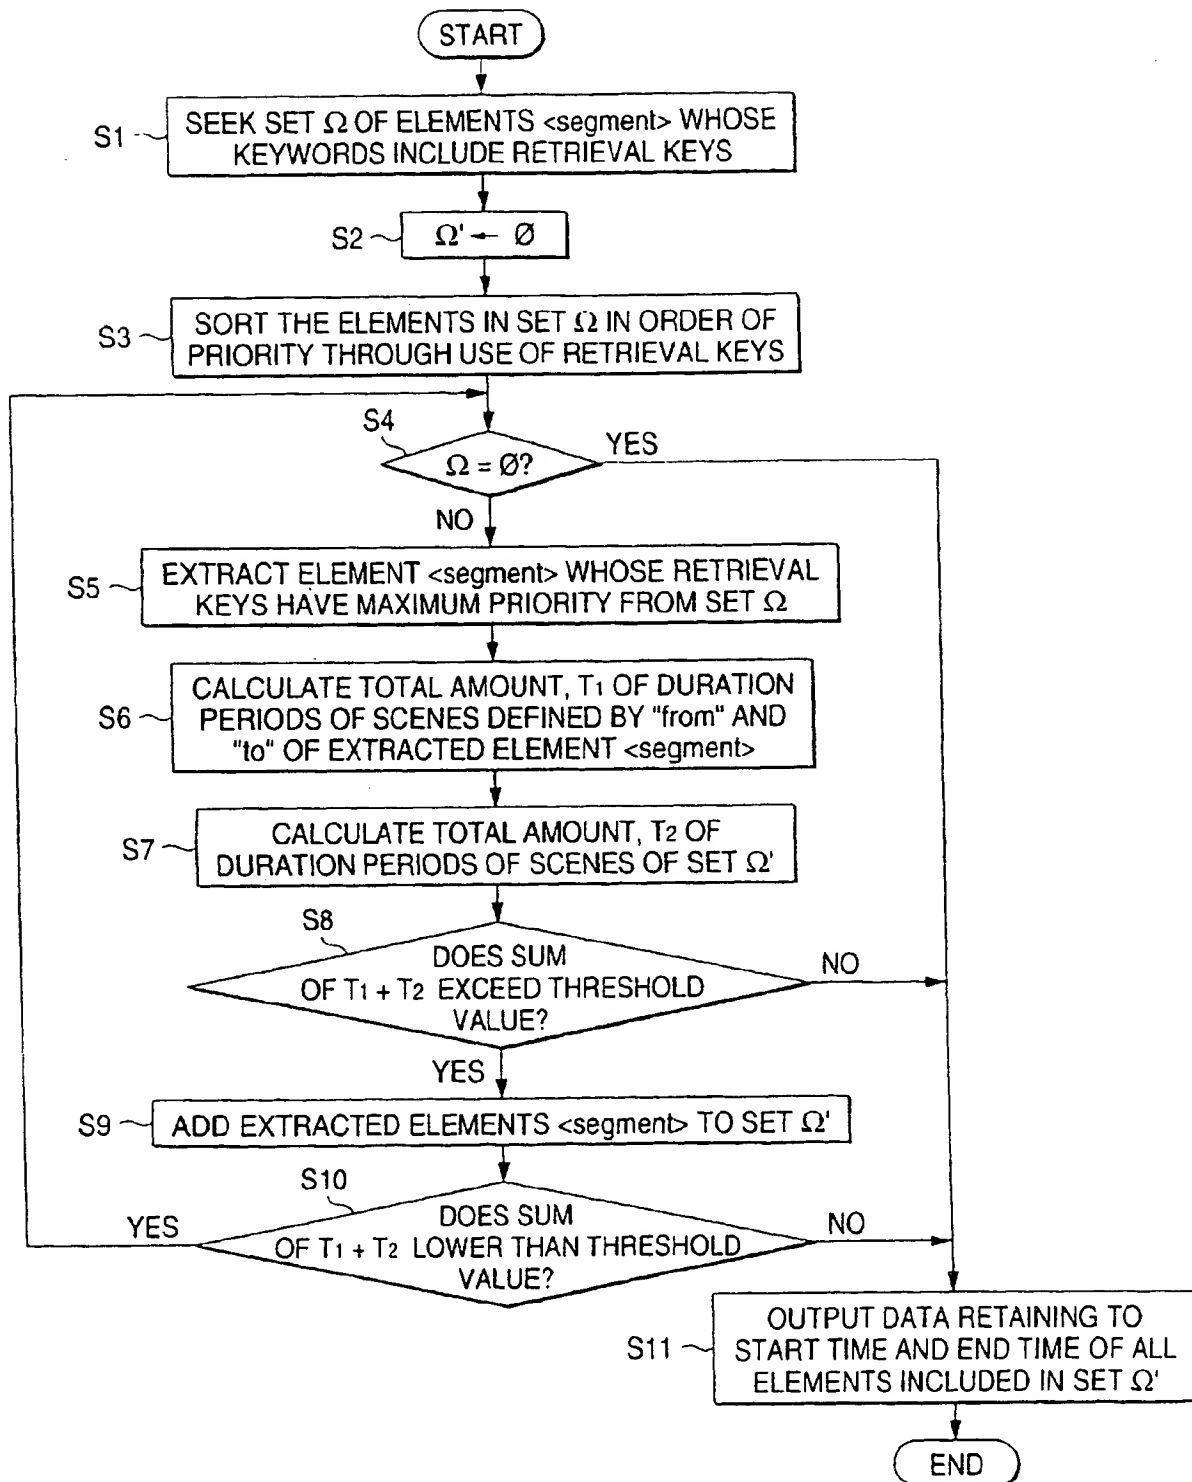 START
S1
SEEK SET Ω OF ELEMENTS <segment> WHOSE
KEYWORDS INCLUDE RETRIEVAL KEYS
S2
Ω' ← Ø
S3
SORT THE ELEMENTS IN SET Ω IN ORDER OF
PRIORITY THROUGH USE OF RETRIEVAL KEYS
S4
Ω = Ø?
YES
NO
S5
EXTRACT ELEMENT <segment> WHOSE RETRIEVAL
KEYS HAVE MAXIMUM PRIORITY FROM SET Ω
S6
CALCULATE TOTAL AMOUNT, T1 OF DURATION
PERIODS OF SCENES DEFINED BY "from" AND
"to" OF EXTRACTED ELEMENT <segment>
S7
CALCULATE TOTAL AMOUNT, T2 OF
DURATION PERIODS OF SCENES OF SET Ω'
S8
DOES SUM
OF T1 + T2 EXCEED THRESHOLD
VALUE?
NO
YES
S9
ADD EXTRACTED ELEMENTS <segment> TO SET Ω'
S10
DOES SUM
OF T1 + T2 LOWER THAN THRESHOLD
VALUE?
YES
NO
S11
OUTPUT DATA RETAINING TO
START TIME AND END TIME OF ALL
ELEMENTS INCLUDED IN SET Ω'
END